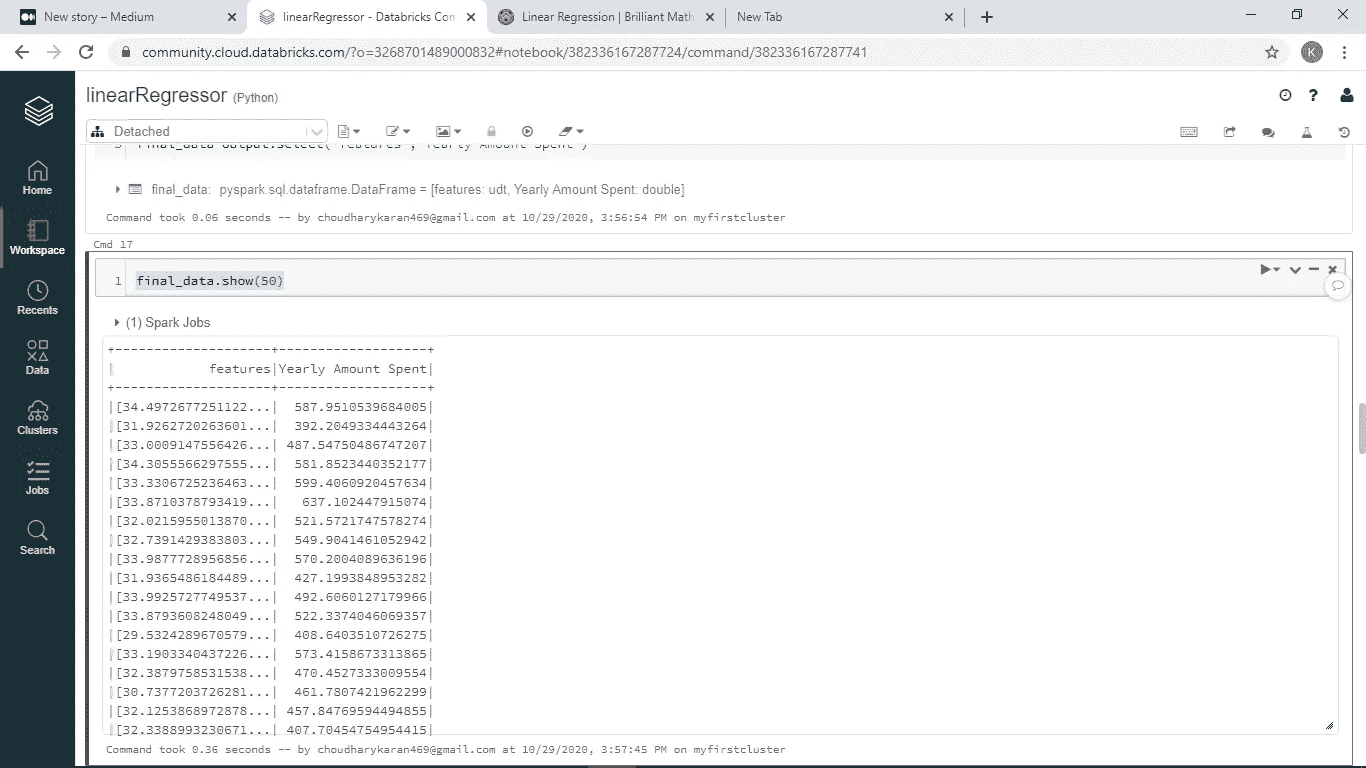 New story – Medium
linearRegressor - Databricks Com
Linear Regression | Brilliant Math
New Tab
community.cloud.databricks.com/?o=3268701489000832#notebook/382336167287724/command/382336167287741
K
linearRegressor (Python)
Detached
Home
Workspace
Recents
Data
Clusters
Jobs
Search
final_data: pyspark.sql.dataframe.DataFrame = [features: udt, Yearly Amount Spent: double]
Command took 0.06 seconds -- by choudharykaran469@gmail.com at 10/29/2020, 3:56:54 PM on myfirstcluster
Cmd 17
1 final_data.show(50)
(1) Spark Jobs
+--------------------+-------------------+
| features|Yearly Amount Spent|
+--------------------+-------------------+
|[34.4972677251122...| 587.9510539684005|
|[31.9262720263601...| 392.2049334443264|
|[33.0009147556426...| 487.54750486747207|
|[34.3055566297555...| 581.8523440352177|
|[33.3306725236463...| 599.4060920457634|
|[33.8710378793419...| 637.102447915074|
|[32.0215955013870...| 521.5721747578274|
|[32.7391429383803...| 549.9041461052942|
|[33.9877728956856...| 570.2004089636196|
|[31.9365486184489...| 427.1993848953282|
|[33.9925727749537...| 492.6060127179966|
|[33.8793608248049...| 522.3374046069357|
|[29.5324289670579...| 408.6403510726275|
|[33.1903340437226...| 573.4158673313865|
|[32.3879758531538...| 470.4527333009554|
|[30.7377203726281...| 461.7807421962299|
|[32.1253868972878...| 457.84769594494855|
|[32.3388993230671...| 407.70454754954415|
Command took 0.36 seconds -- by choudharykaran469@gmail.com at 10/29/2020, 3:57:45 PM on myfirstcluster